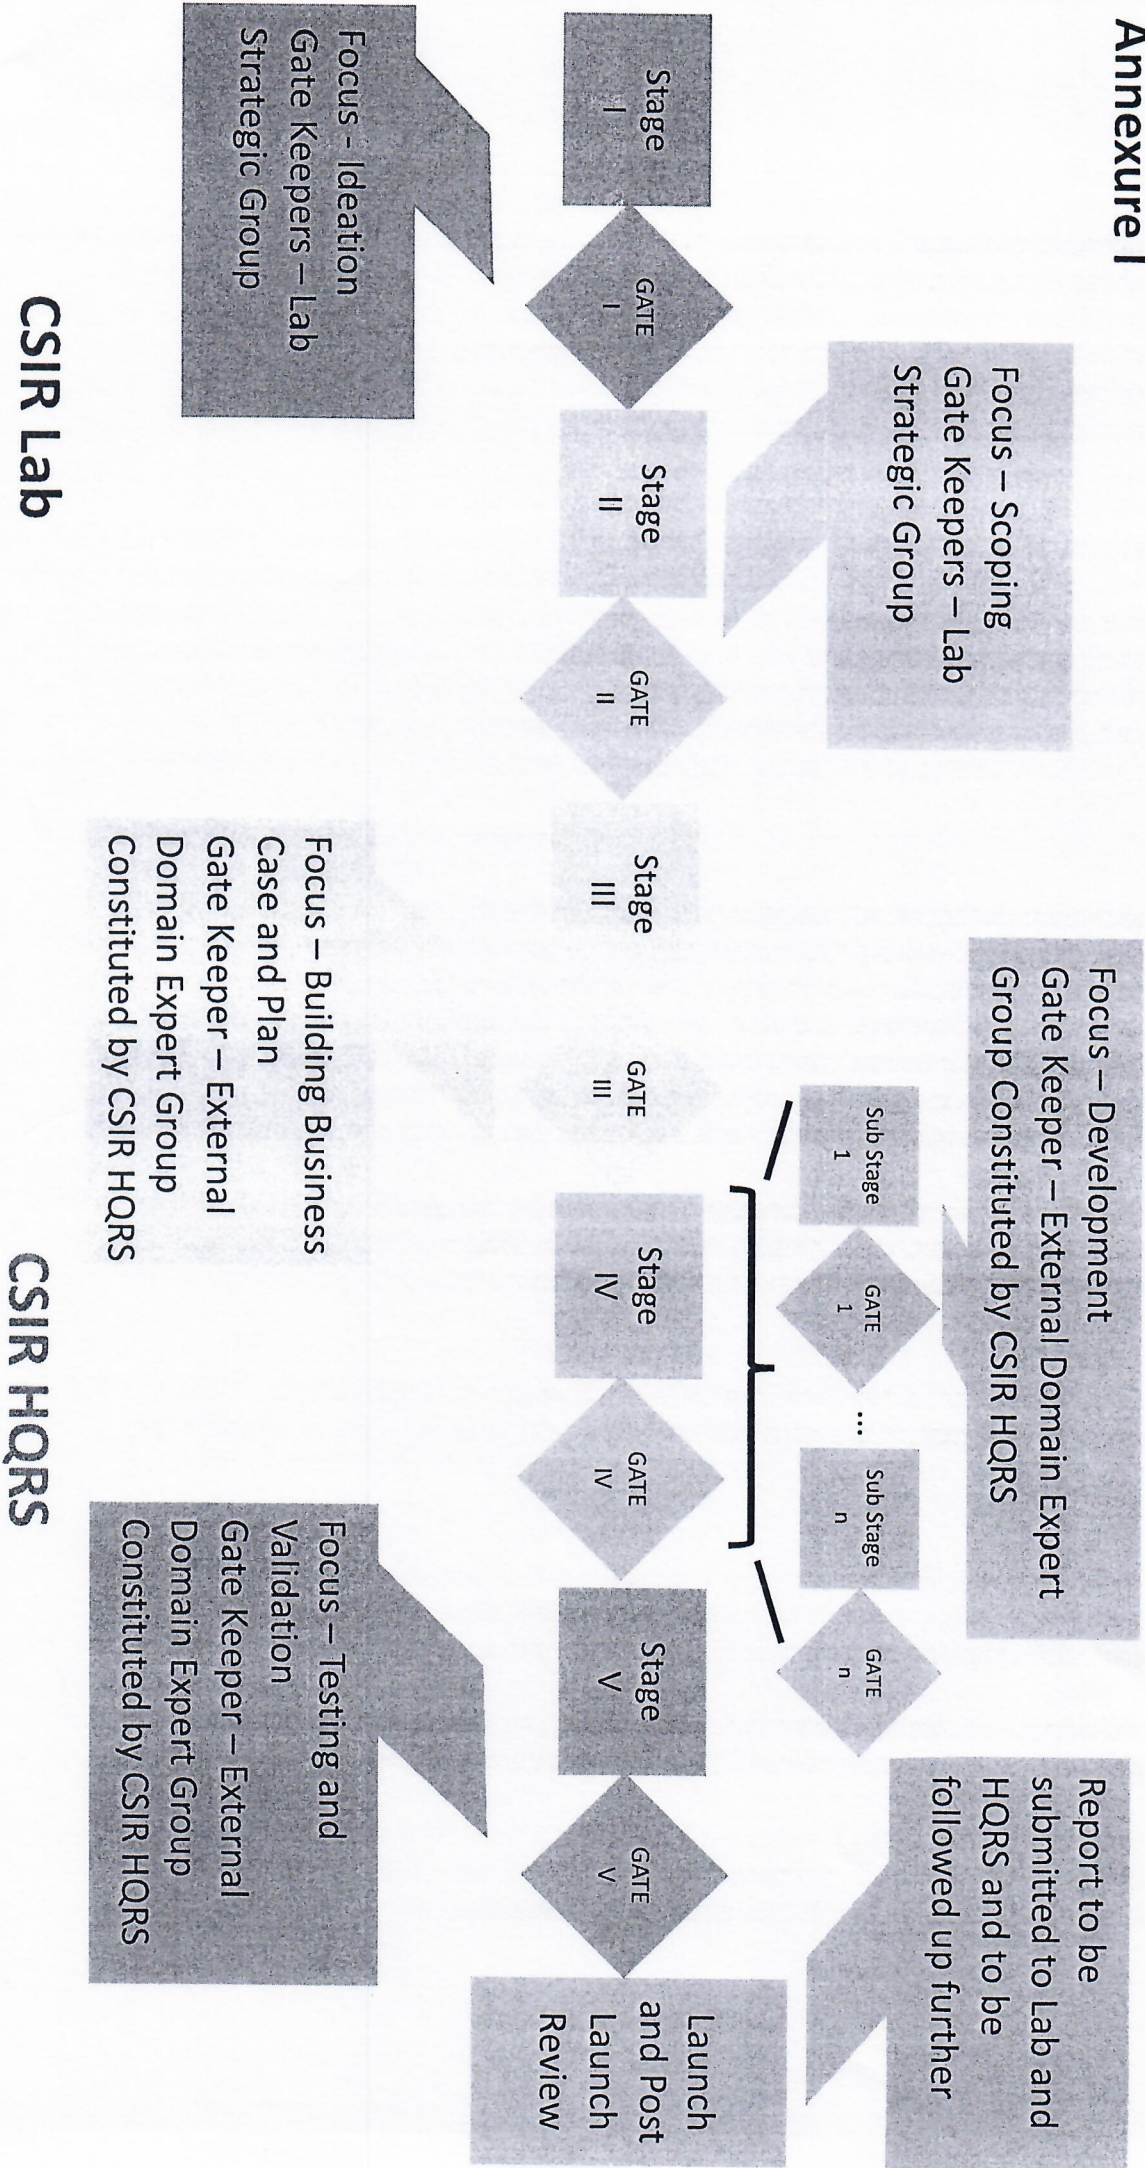 Annexure I
Focus – Scoping
Gate Keepers – Lab
Strategic Group
Focus – Development
Gate Keeper – External Domain Expert
Group Constituted by CSIR HQRS
Report to be
submitted to Lab and
HQRS and to be
followed up further
Sub Stage
1
GATE
1
...
Sub Stage
n
GATE
n
Stage
I
GATE
I
Stage
II
GATE
II
Stage
III
GATE
III
Stage
IV
GATE
IV
Stage
V
GATE
V
Launch
and Post
Launch
Review
Focus - Ideation
Gate Keepers – Lab
Strategic Group
Focus – Building Business
Case and Plan
Gate Keeper – External
Domain Expert Group
Constituted by CSIR HQRS
Focus – Testing and
Validation
Gate Keeper – External
Domain Expert Group
Constituted by CSIR HQRS
CSIR Lab
CSIR HQRS